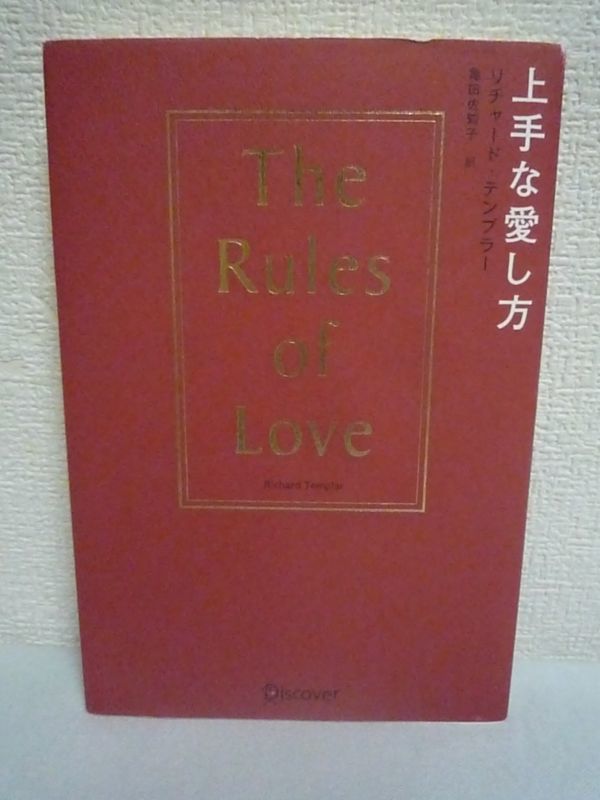 上手な愛し方
リチャード・テンプラー
亀田佐知子 訳
The
Rules
of
Love
Richard Templar
Discover